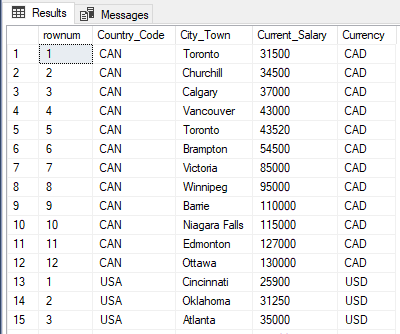 Results Messages
rownum Country_Code City_Town Current_Salary Currency
1 1 CAN Toronto 31500 CAD
2 2 CAN Churchill 34500 CAD
3 3 CAN Calgary 37000 CAD
4 4 CAN Vancouver 43000 CAD
5 5 CAN Toronto 43520 CAD
6 6 CAN Brampton 54500 CAD
7 7 CAN Victoria 85000 CAD
8 8 CAN Winnipeg 95000 CAD
9 9 CAN Barrie 110000 CAD
10 10 CAN Niagara Falls 115000 CAD
11 11 CAN Edmonton 127000 CAD
12 12 CAN Ottawa 130000 CAD
13 1 USA Cincinnati 25900 USD
14 2 USA Oklahoma 31250 USD
15 3 USA Atlanta 35000 USD